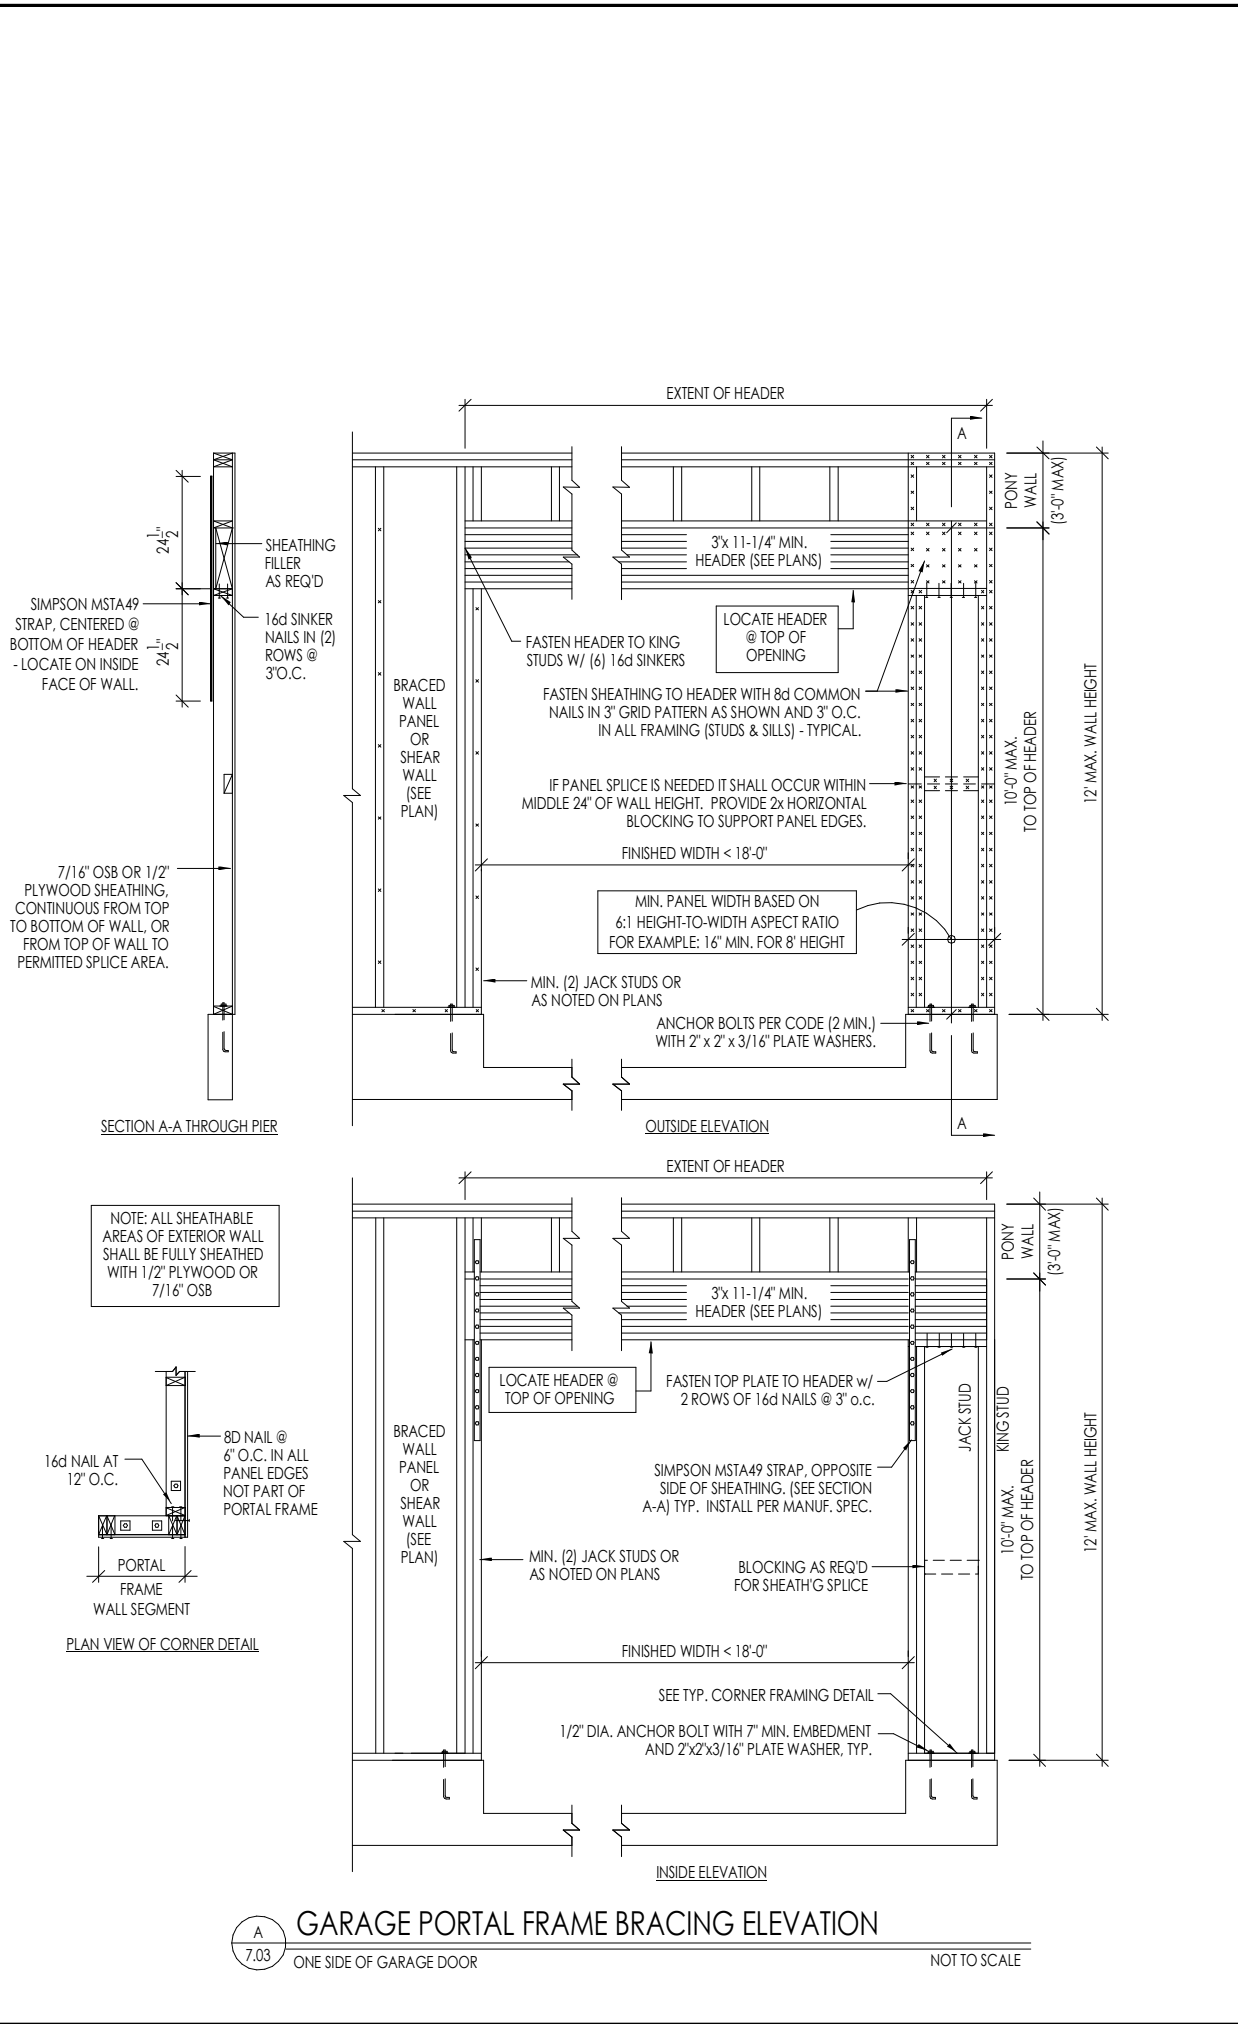 EXTENT OF HEADER
A
PONY
WALL
(3'-0" MAX)
24 1/2"
SHEATHING
FILLER
AS REQ'D
3"x 11-1/4" MIN.
HEADER (SEE PLANS)
SIMPSON MSTA49
STRAP, CENTERED @
BOTTOM OF HEADER
- LOCATE ON INSIDE
FACE OF WALL.
24 1/2"
16d SINKER
NAILS IN (2)
ROWS @
3"O.C.
FASTEN HEADER TO KING
STUDS W/ (6) 16d SINKERS
LOCATE HEADER
@ TOP OF
OPENING
BRACED
WALL
PANEL
OR
SHEAR
WALL
(SEE
PLAN)
FASTEN SHEATHING TO HEADER WITH 8d COMMON
NAILS IN 3" GRID PATTERN AS SHOWN AND 3" O.C.
IN ALL FRAMING (STUDS & SILLS) - TYPICAL.
10'-0" MAX.
TO TOP OF HEADER
12' MAX. WALL HEIGHT
IF PANEL SPLICE IS NEEDED IT SHALL OCCUR WITHIN
MIDDLE 24" OF WALL HEIGHT. PROVIDE 2x HORIZONTAL
BLOCKING TO SUPPORT PANEL EDGES.
FINISHED WIDTH < 18'-0"
7/16" OSB OR 1/2"
PLYWOOD SHEATHING,
CONTINUOUS FROM TOP
TO BOTTOM OF WALL, OR
FROM TOP OF WALL TO
PERMITTED SPLICE AREA.
MIN. PANEL WIDTH BASED ON
6:1 HEIGHT-TO-WIDTH ASPECT RATIO
FOR EXAMPLE: 16" MIN. FOR 8' HEIGHT
MIN. (2) JACK STUDS OR
AS NOTED ON PLANS
ANCHOR BOLTS PER CODE (2 MIN.)
WITH 2" x 2" x 3/16" PLATE WASHERS.
SECTION A-A THROUGH PIER
OUTSIDE ELEVATION
A
EXTENT OF HEADER
NOTE: ALL SHEATHABLE
AREAS OF EXTERIOR WALL
SHALL BE FULLY SHEATHED
WITH 1/2" PLYWOOD OR
7/16" OSB
PONY
WALL
(3'-0" MAX)
3"x 11-1/4" MIN.
HEADER (SEE PLANS)
LOCATE HEADER @
TOP OF OPENING
FASTEN TOP PLATE TO HEADER w/
2 ROWS OF 16d NAILS @ 3" o.c.
JACK STUD
KING STUD
16d NAIL AT
12" O.C.
8D NAIL @
6" O.C. IN ALL
PANEL EDGES
NOT PART OF
PORTAL FRAME
BRACED
WALL
PANEL
OR
SHEAR
WALL
(SEE
PLAN)
SIMPSON MSTA49 STRAP, OPPOSITE
SIDE OF SHEATHING. (SEE SECTION
A-A) TYP. INSTALL PER MANUF. SPEC.
10'-0" MAX.
TO TOP OF HEADER
12' MAX. WALL HEIGHT
PORTAL
FRAME
WALL SEGMENT
MIN. (2) JACK STUDS OR
AS NOTED ON PLANS
BLOCKING AS REQ'D
FOR SHEATH'G SPLICE
PLAN VIEW OF CORNER DETAIL
FINISHED WIDTH < 18'-0"
SEE TYP. CORNER FRAMING DETAIL
1/2" DIA. ANCHOR BOLT WITH 7" MIN. EMBEDMENT
AND 2"x2"x3/16" PLATE WASHER, TYP.
INSIDE ELEVATION
A
7.03
GARAGE PORTAL FRAME BRACING ELEVATION
ONE SIDE OF GARAGE DOOR
NOT TO SCALE